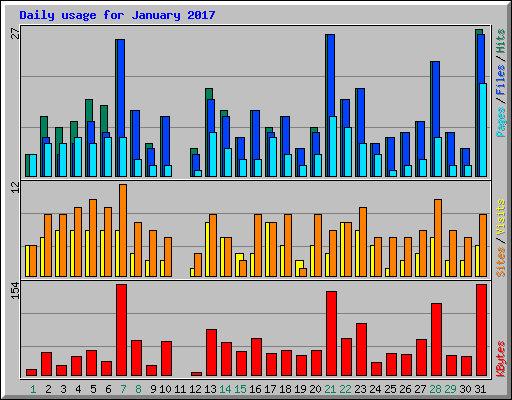 Daily usage for January 2017
27
Pages / Files / Hits
12
Sites / Visits
154
KBytes
1 2 3 4 5 6 7 8 9 10 11 12 13 14 15 16 17 18 19 20 21 22 23 24 25 26 27 28 29 30 31